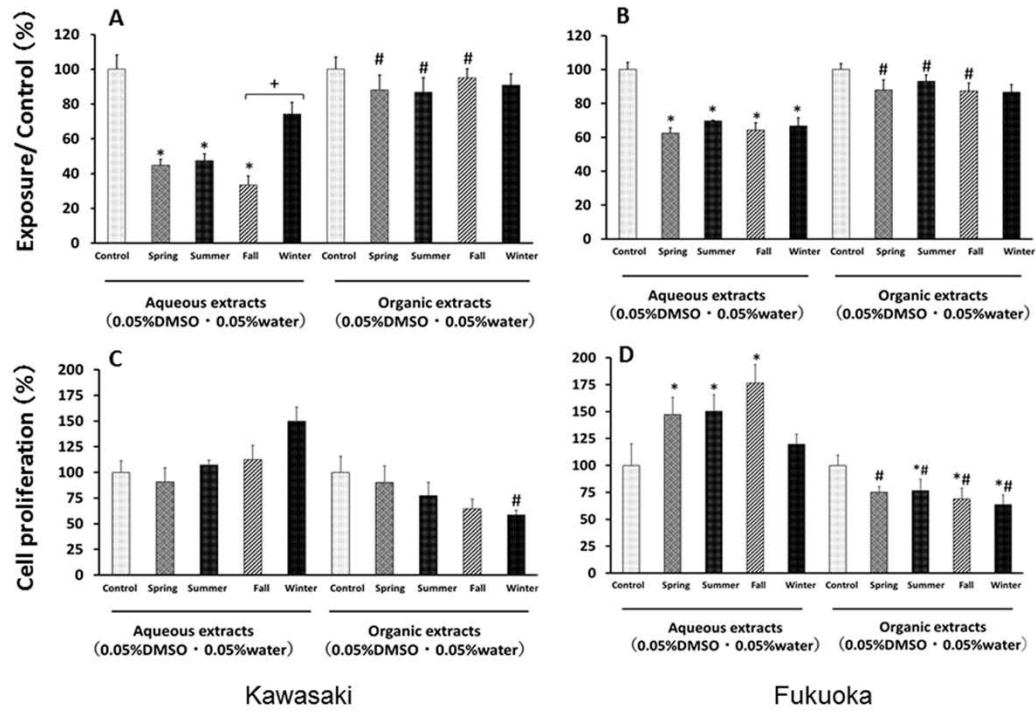 A
Exposure/ Control (%)
120
100
80
60
40
20
0
* * * + # # #
Control Spring Summer Fall Winter Control Spring Summer Fall Winter
Aqueous extracts Organic extracts
(0.05%DMSO・0.05%water) (0.05%DMSO・0.05%water)
B
120
100
80
60
40
20
0
* * * * # # #
Control Spring Summer Fall Winter Control Spring Summer Fall Winter
Aqueous extracts Organic extracts
(0.05%DMSO・0.05%water) (0.05%DMSO・0.05%water)
C
Cell proliferation (%)
200
175
150
125
100
75
50
25
0
#
Control Spring Summer Fall Winter Control Spring Summer Fall Winter
Aqueous extracts Organic extracts
(0.05%DMSO・0.05%water) (0.05%DMSO・0.05%water)
D
200
175
150
125
100
75
50
25
0
* * * # *# *# *#
Control Spring Summer Fall Winter Control Spring Summer Fall Winter
Aqueous extracts Organic extracts
(0.05%DMSO・0.05%water) (0.05%DMSO・0.05%water)
Kawasaki Fukuoka